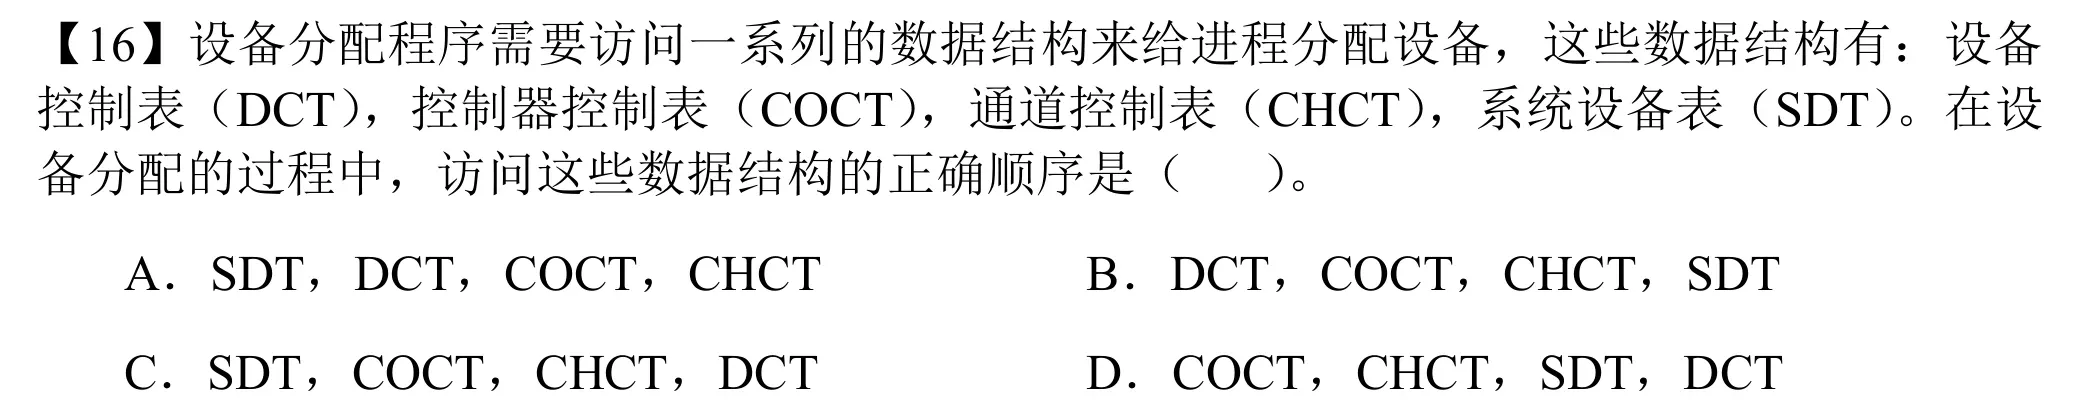 【16】设备分配程序需要访问一系列的数据结构来给进程分配设备，这些数据结构有：设备
控制表（DCT），控制器控制表（COCT），通道控制表（CHCT），系统设备表（SDT）。在设
备分配的过程中，访问这些数据结构的正确顺序是（　　）。
A．SDT，DCT，COCT，CHCT　　B．DCT，COCT，CHCT，SDT
C．SDT，COCT，CHCT，DCT　　D．COCT，CHCT，SDT，DCT